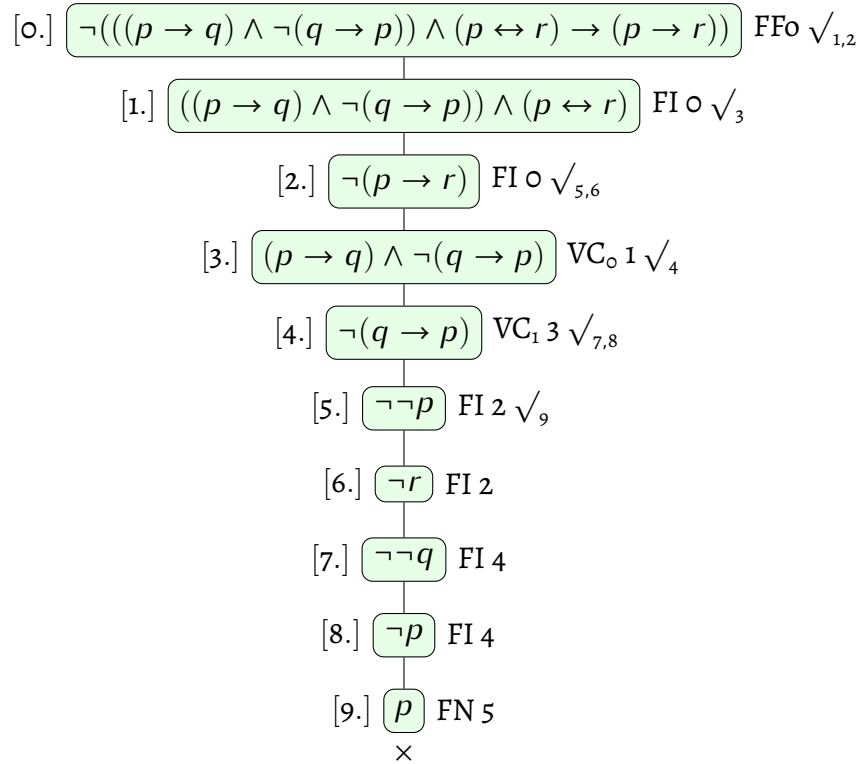 [0.] ¬(((p → q) ∧ ¬(q → p)) ∧ (p ↔ r) → (p → r)) FF0 √₁,₂
[1.] ((p → q) ∧ ¬(q → p)) ∧ (p ↔ r) FI 0 √₃
[2.] ¬(p → r) FI 0 √₅,₆
[3.] (p → q) ∧ ¬(q → p) VC₀ 1 √₄
[4.] ¬(q → p) VC₁ 3 √₇,₈
[5.] ¬¬p FI 2 √₉
[6.] ¬r FI 2
[7.] ¬¬q FI 4
[8.] ¬p FI 4
[9.] p FN 5
×